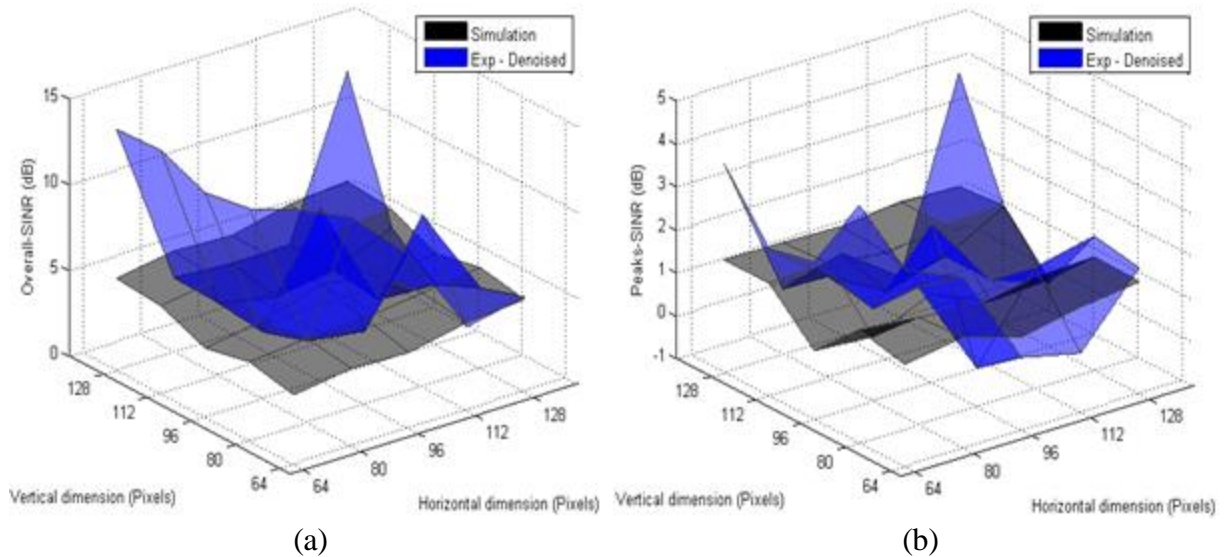 Simulation
Exp - Denoised
15
10
5
0
Overall-SINR (dB)
128
112
96
80
64
64
80
96
112
128
Vertical dimension (Pixels)
Horizontal dimension (Pixels)
(a)
Simulation
Exp - Denoised
5
4
3
2
1
0
-1
Peaks-SINR (dB)
128
112
96
80
64
64
80
96
112
128
Vertical dimension (Pixels)
Horizontal dimension (Pixels)
(b)